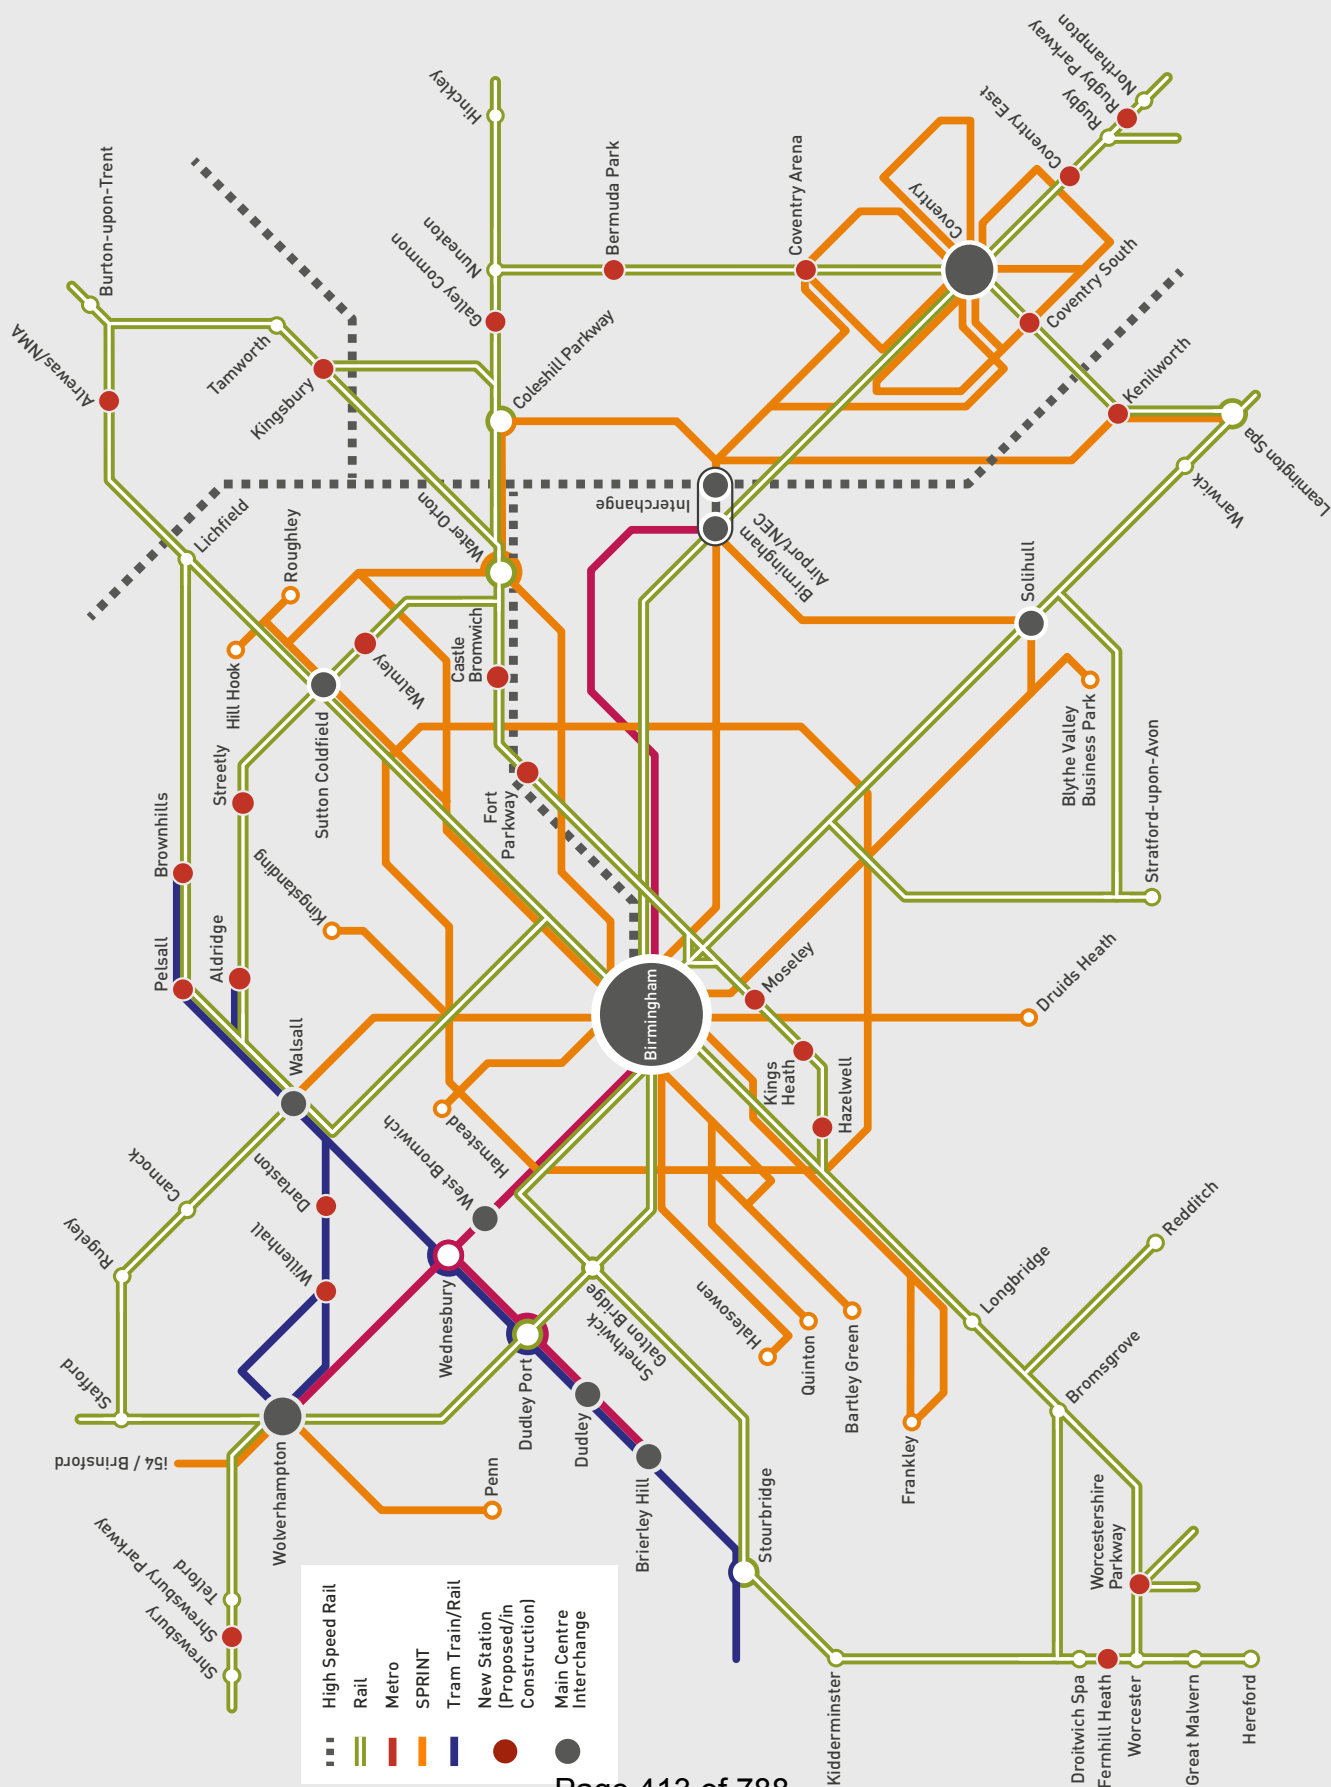 Northampton
Rugby Parkway
Rugby
Coventry East
Hinckley
Burton-upon-Trent
Bermuda Park
Coventry Arena
Coventry
Nuneaton
Galley Common
Coventry South
Alrewas/NMA
Tamworth
Kingsbury
Coleshill Parkway
Kenilworth
Leamington Spa
Warwick
Lichfield
Water Orton
Interchange
Birmingham
Airport/NEC
Roughley
Solihull
Hill Hook
Walmley
Castle
Bromwich
Sutton Coldfield
Streetly
Blythe Valley
Business Park
Stratford-upon-Avon
Fort
Parkway
Brownhills
Kingstanding
Pelsall
Aldridge
Moseley
Druids Heath
Birmingham
Walsall
Kings
Heath
Hazelwell
Hamstead
West Bromwich
Cannock
Darlaston
Rugeley
Willenhall
Redditch
Longbridge
Wednesbury
Smethwick
Galton Bridge
Halesowen
Quinton
Bartley Green
Bromsgrove
Stafford
Dudley Port
Dudley
i54 / Brinsford
Wolverhampton
Penn
Brierley Hill
Frankley
Stourbridge
Worcestershire
Parkway
Telford
Shrewsbury Parkway
Shrewsbury
Kidderminster
Droitwich Spa
Fernhill Heath
Worcester
Great Malvern
Hereford
High Speed Rail
Rail
Metro
SPRINT
Tram Train/Rail
New Station
(Proposed/in
Construction)
Main Centre
Interchange
Page 413 of 788